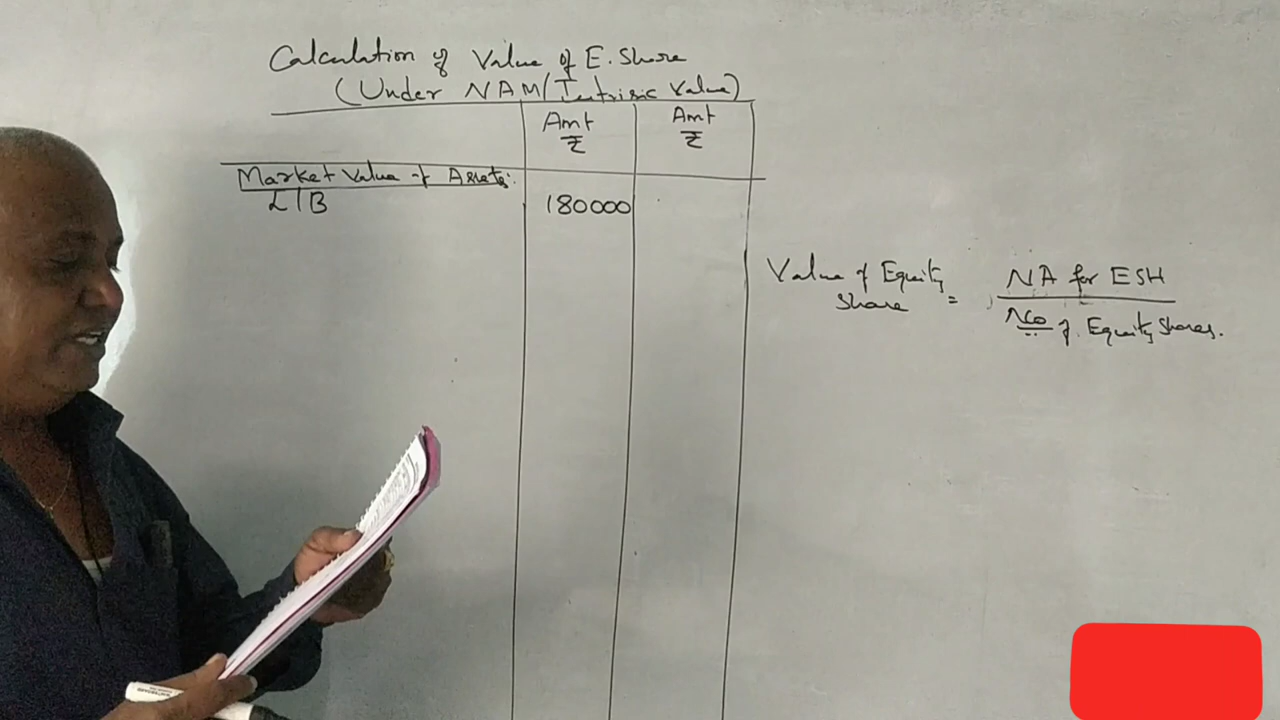 Calculation of Value of E. Share
(Under NAM/Intrisic Value)
Amt Amt
₹ ₹
Market Value of Assets:
L/B 180000
Value of Equity Share = NA for ESH
No of Equity Shares.